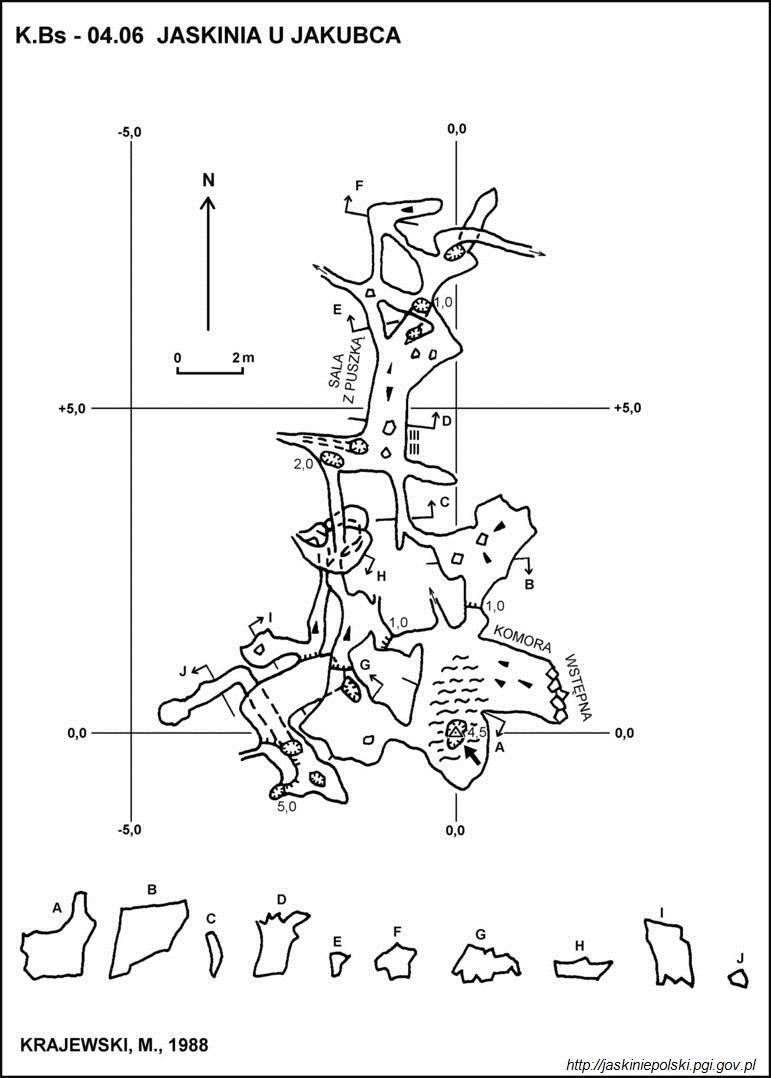 K.Bs - 04.06 JASKINIA U JAKUBCA
-5,0
0,0
N
F
0
2 m
E
1,0
SALA
Z PUSZKĄ
+5,0
+5,0
D
2,0
C
H
B
I
1,0
1,0
KOMORA
WSTĘPNA
J
G
0,0
4,5
A
0,0
5,0
-5,0
0,0
A
B
C
D
E
F
G
H
I
J
KRAJEWSKI, M., 1988
http://jaskiniepolski.pgi.gov.pl